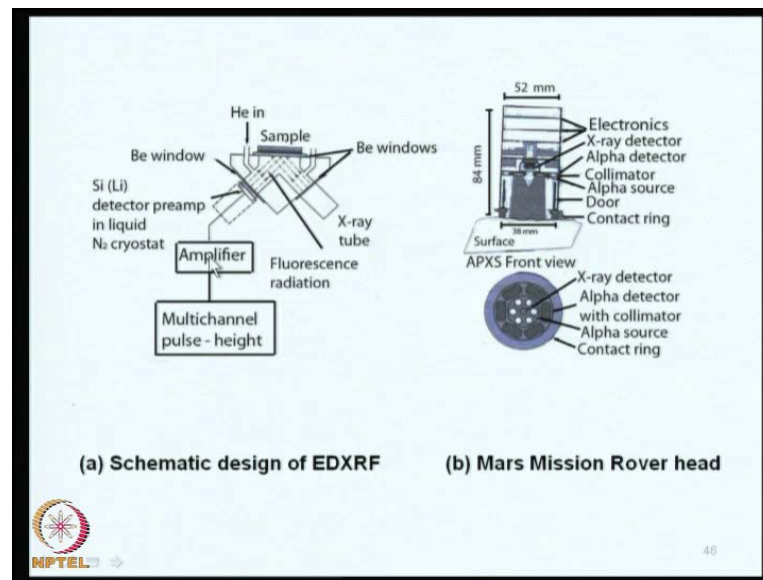 He in
Sample
Be window
Be windows
Si (Li)
detector preamp
in liquid
N₂ cryostat
X-ray
tube
Fluorescence
radiation
Amplifier
Multichannel
pulse - height
(a) Schematic design of EDXRF
52 mm
84 mm
Electronics
X-ray detector
Alpha detector
Collimator
Alpha source
Door
Contact ring
38 mm
Surface
APXS Front view
X-ray detector
Alpha detector
with collimator
Alpha source
Contact ring
(b) Mars Mission Rover head
NPTEL
46